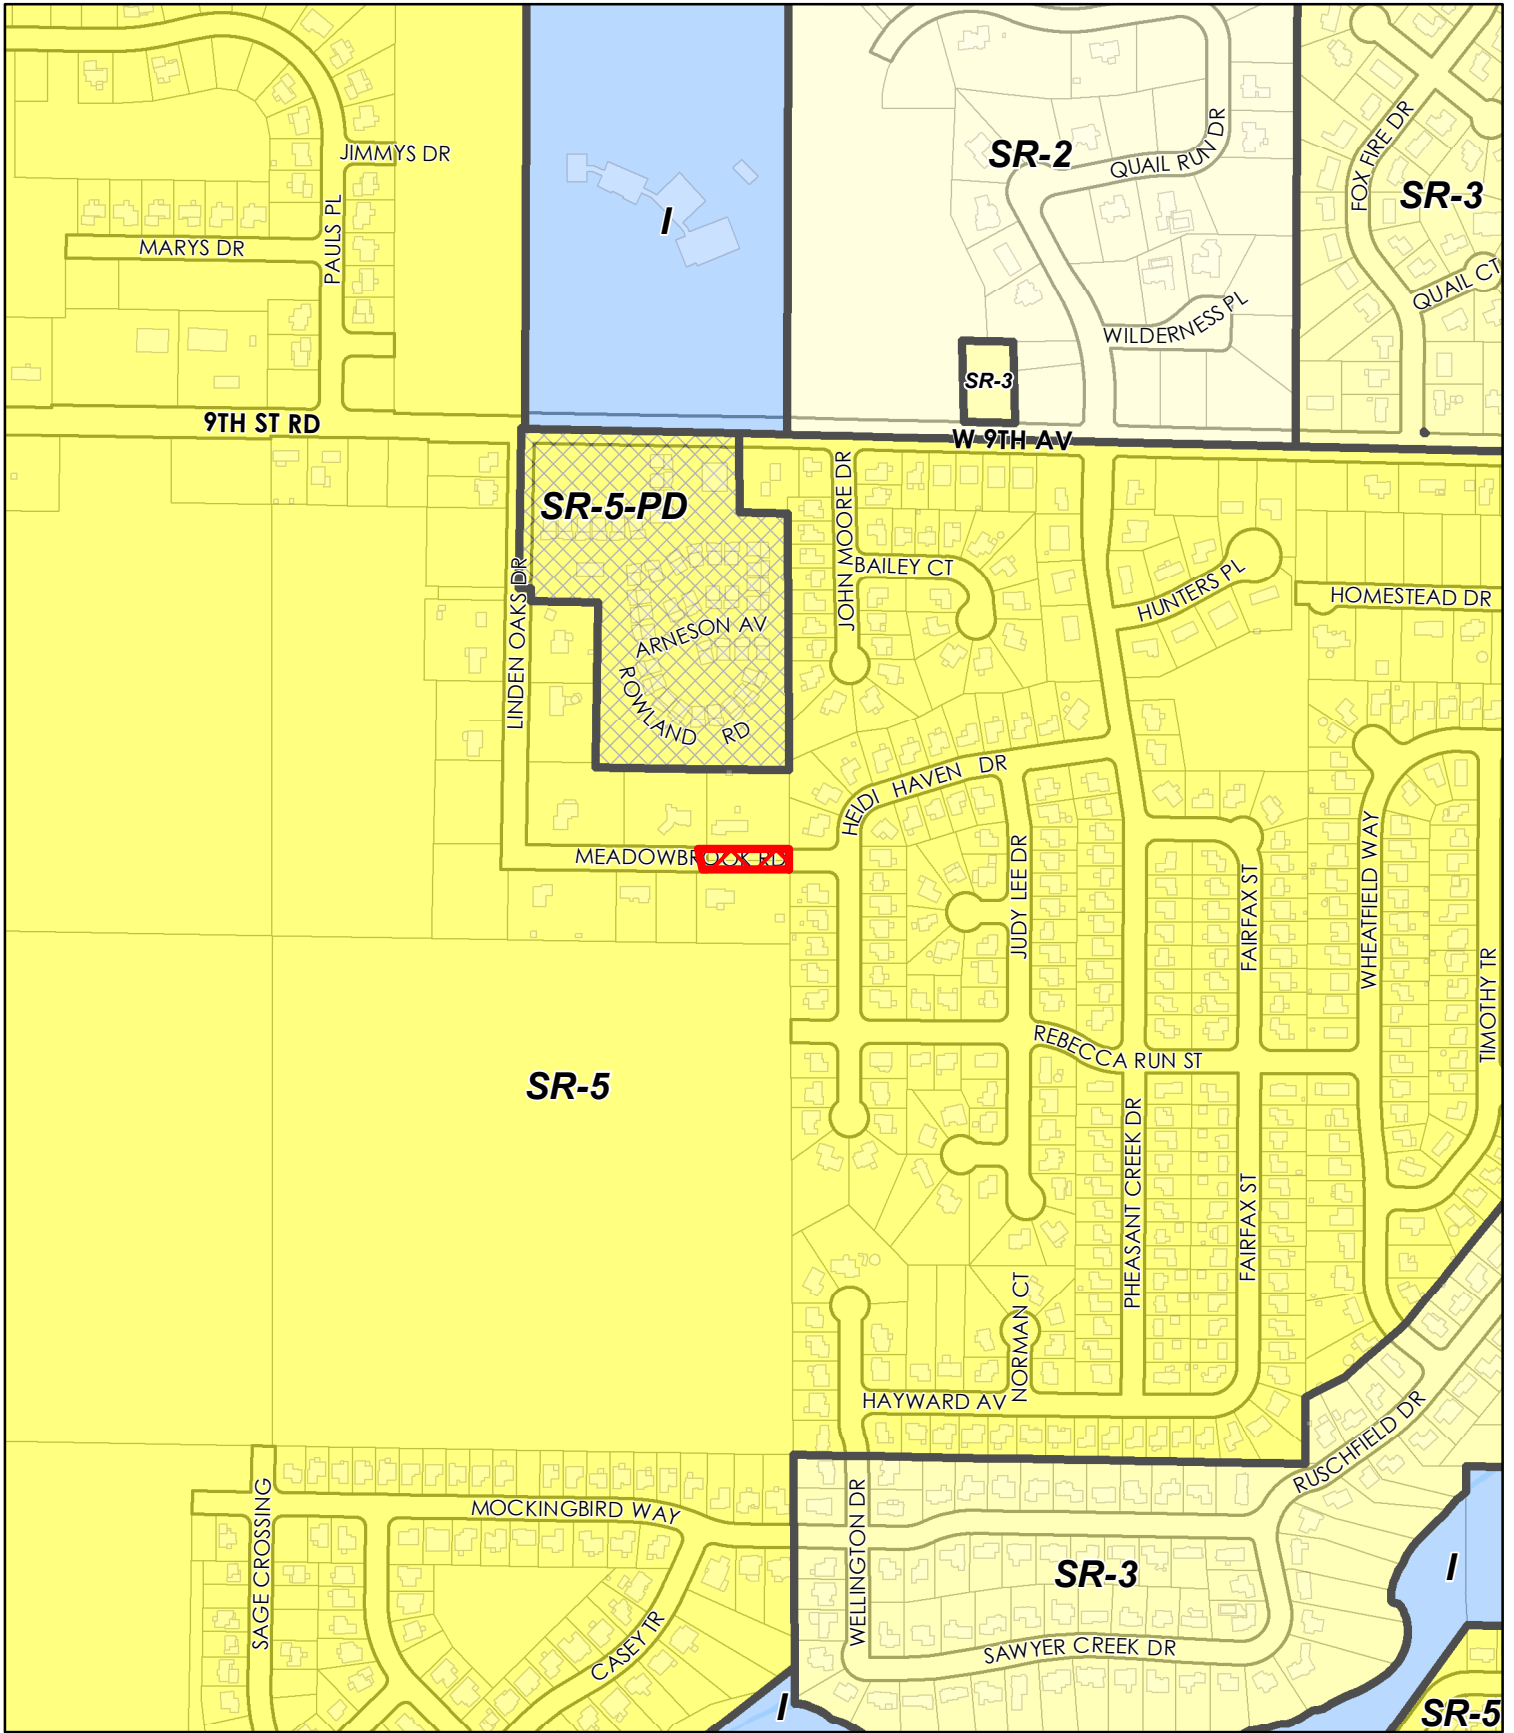 JIMMYS DR
PAULS PL
MARYS DR
I
SR-2
QUAIL RUN DR
FOX FIRE DR
SR-3
QUAIL CT
WILDERNESS PL
SR-3
9TH ST RD
W 9TH AV
SR-5-PD
JOHN MOORE DR
BAILEY CT
HUNTERS PL
HOMESTEAD DR
LINDEN OAKS DR
ARNESON AV
ROWLAND RD
HEIDI HAVEN DR
MEADOWBROOK RD
JUDY LEE DR
FAIRFAX ST
WHEATFIELD WAY
TIMOTHY TR
REBECCA RUN ST
SR-5
PHEASANT CREEK DR
FAIRFAX ST
NORMAN CT
HAYWARD AV
RUSCHFIELD DR
SAGE CROSSING
MOCKINGBIRD WAY
WELLINGTON DR
SR-3
I
CASEY TR
SAWYER CREEK DR
I
SR-5